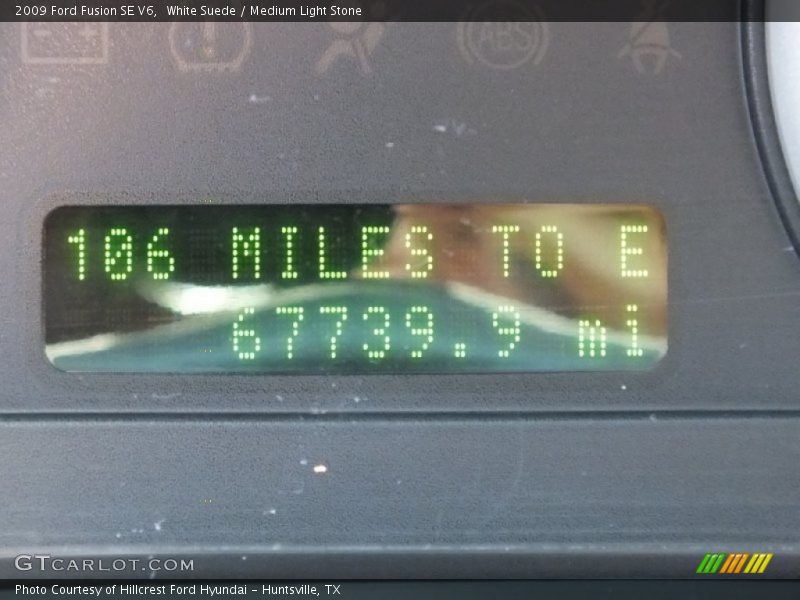 2009 Ford Fusion SE V6, White Suede / Medium Light Stone
ABS
106 MILES TO E
67739.9 mi
GTCARLOT.COM
Photo Courtesy of Hillcrest Ford Hyundai - Huntsville, TX